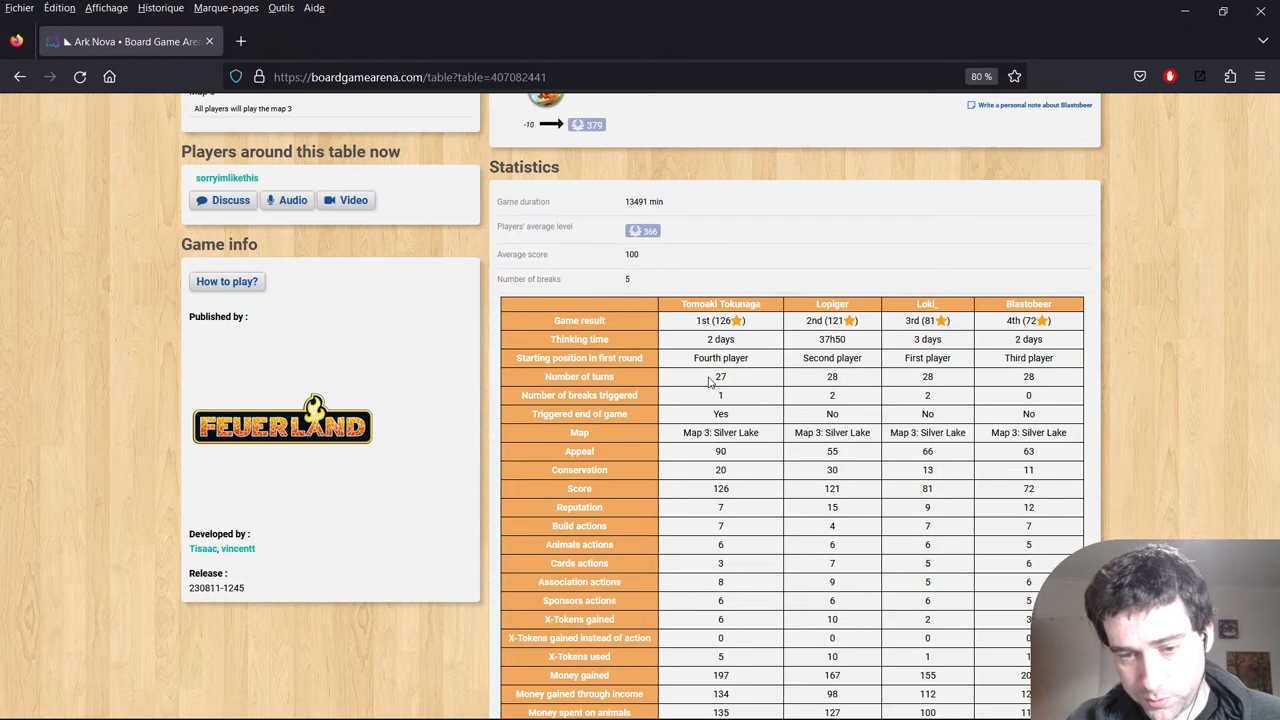 Fichier Édition Affichage Historique Marque-pages Outils Aide
Ark Nova • Board Game Are
https://boardgamearena.com/table?table=407082441
80 %
All players will play the map 3
Write a personal note about Blastobeer
-10 379
Players around this table now
sorryimlikethis
Discuss Audio Video
Game info
How to play?
Published by :
FEUERLAND
Developed by :
Tisaac, vincentt
Release :
230811-1245
Statistics
Game duration 13491 min
Players' average level 366
Average score 100
Number of breaks 5
Tomoaki Tokunaga Lopiger Loki_ Blastobeer
Game result 1st (126) 2nd (121) 3rd (81) 4th (72)
Thinking time 2 days 37h50 3 days 2 days
Starting position in first round Fourth player Second player First player Third player
Number of turns 27 28 28 28
Number of breaks triggered 1 2 2 0
Triggered end of game Yes No No No
Map Map 3: Silver Lake Map 3: Silver Lake Map 3: Silver Lake Map 3: Silver Lake
Appeal 90 55 66 63
Conservation 20 30 13 11
Score 126 121 81 72
Reputation 7 15 9 12
Build actions 7 4 7 7
Animals actions 6 6 6 5
Cards actions 3 7 5 6
Association actions 8 9 5 6
Sponsors actions 6 6 6 5
X-Tokens gained 6 10 2 3
X-Tokens gained instead of action 0 0 0
X-Tokens used 5 10 1
Money gained 197 167 155 20
Money gained through income 134 98 112 12
Money spent on animals 135 127 100 11